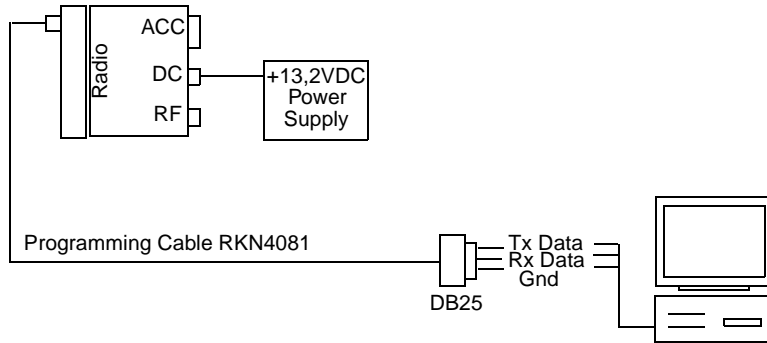 Radio
ACC
DC
RF
+13,2VDC
Power
Supply
Programming Cable RKN4081
DB25
Tx Data
Rx Data
Gnd